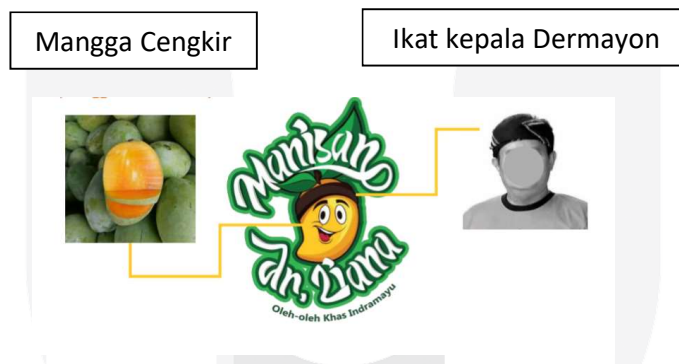 Mangga Cengkir
Ikat kepala Dermayon
Manisan
dr. Liana
Oleh-oleh Khas Indramayu